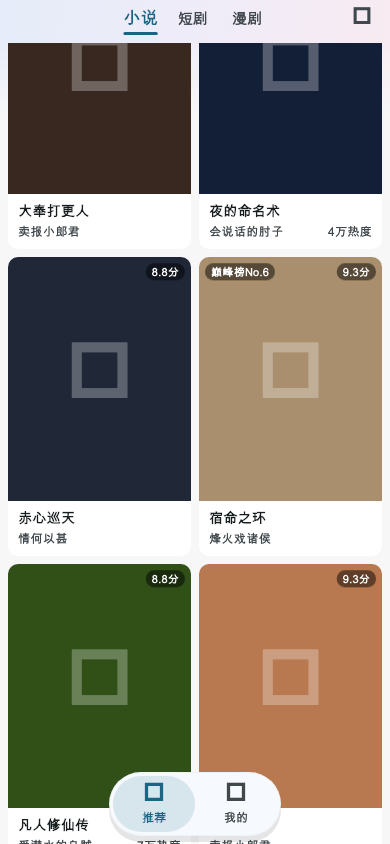 小说 短剧 漫剧
大奉打更人
卖报小郎君
夜的命名术
会说话的肘子 4万热度
8.8分
赤心巡天
情何以甚
巅峰榜No.6 9.3分
宿命之环
烽火戏诸侯
8.8分
凡人修仙传
9.3分
推荐 我的